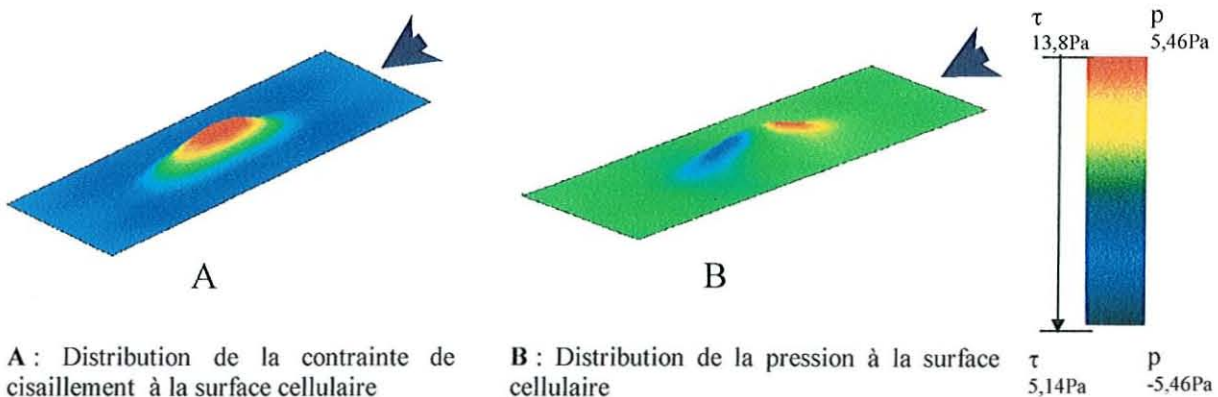 τ p
13,8Pa 5,46Pa
A B
A : Distribution de la contrainte de
cisaillement à la surface cellulaire
B : Distribution de la pression à la surface
cellulaire
τ p
5,14Pa -5,46Pa